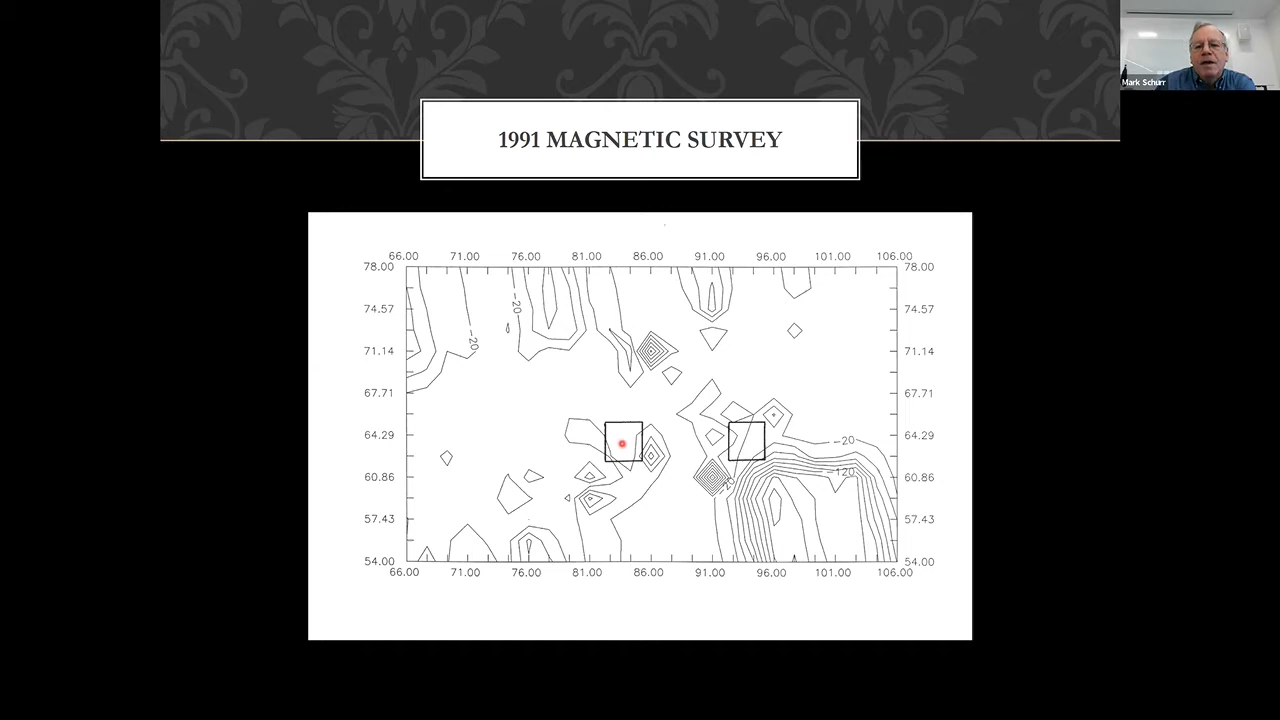 Mark Schurr
1991 MAGNETIC SURVEY
66.00 71.00 76.00 81.00 86.00 91.00 96.00 101.00 106.00
78.00 78.00
74.57 -20 74.57
-20
71.14 71.14
67.71 67.71
64.29 -20 64.29
60.86 -120 60.86
-20
57.43 57.43
54.00 54.00
66.00 71.00 76.00 81.00 86.00 91.00 96.00 101.00 106.00